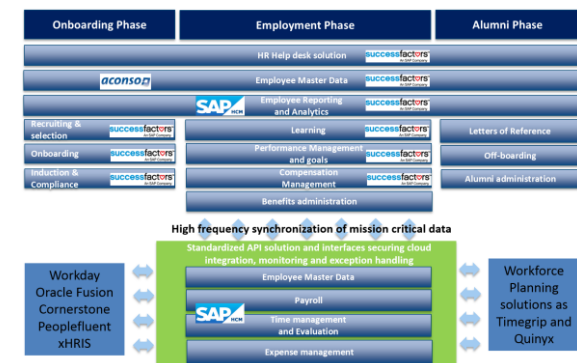 Onboarding Phase
Employment Phase
Alumni Phase
HR Help desk solution
successfactors
An SAP Company
aconso
Employee Master Data
successfactors
An SAP Company
SAP HCM
Employee Reporting
and Analytics
successfactors
An SAP Company
Recruiting &
selection
successfactors
An SAP Company
Learning
successfactors
An SAP Company
Letters of Reference
Onboarding
successfactors
An SAP Company
Performance Management
and goals
successfactors
An SAP Company
Off-boarding
Induction &
Compliance
successfactors
An SAP Company
Compensation
Management
successfactors
An SAP Company
Alumni administration
Benefits administration
High frequency synchronization of mission critical data
Standardized API solution and interfaces securing cloud
integration, monitoring and exception handling
Workday
Oracle Fusion
Cornerstone
Peoplefluent
xHRIS
Employee Master Data
Payroll
SAP HCM
Time management
and Evaluation
Expense management
Workforce
Planning
solutions as
Timegrip and
Quinyx